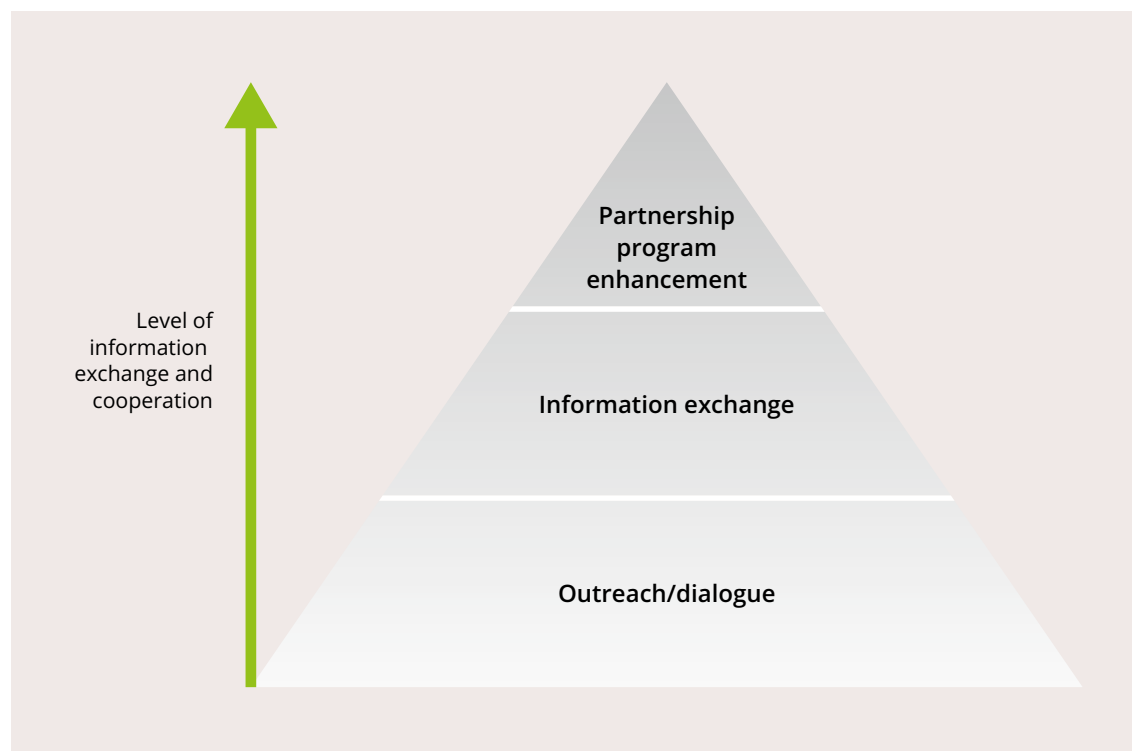 Partnership
program
enhancement
Level of
information
exchange and
cooperation
Information exchange
Outreach/dialogue